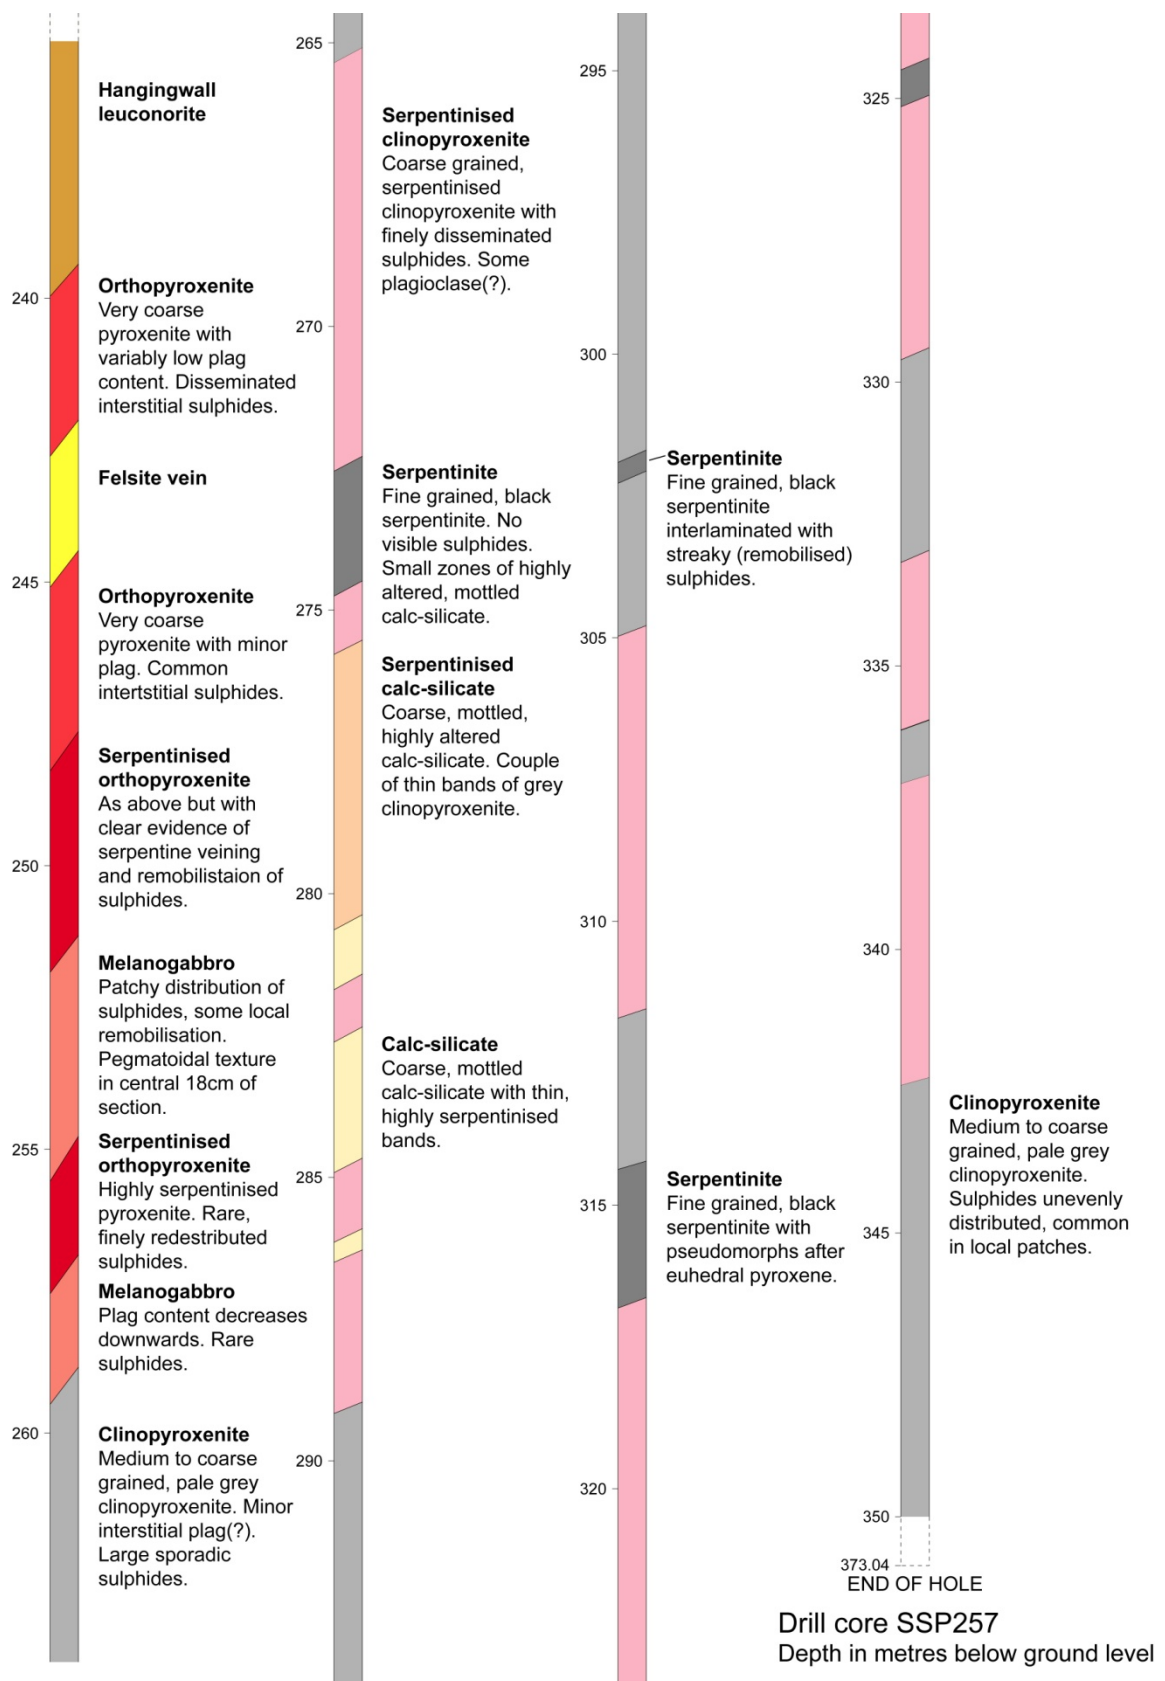 Hangingwall
leuconorite
240
Orthopyroxenite
Very coarse
pyroxenite with
variably low plag
content. Disseminated
interstitial sulphides.
Felsite vein
245
Orthopyroxenite
Very coarse
pyroxenite with minor
plag. Common
intertstitial sulphides.
Serpentinised
orthopyroxenite
As above but with
clear evidence of
serpentine veining
and remobilistaion of
sulphides.
250
Melanogabbro
Patchy distribution of
sulphides, some local
remobilisation.
Pegmatoidal texture
in central 18cm of
section.
255
Serpentinised
orthopyroxenite
Highly serpentinised
pyroxenite. Rare,
finely redestributed
sulphides.
Melanogabbro
Plag content decreases
downwards. Rare
sulphides.
260
Clinopyroxenite
Medium to coarse
grained, pale grey
clinopyroxenite. Minor
interstitial plag(?).
Large sporadic
sulphides.
265
Serpentinised
clinopyroxenite
Coarse grained,
serpentinised
clinopyroxenite with
finely disseminated
sulphides. Some
plagioclase(?).
270
Serpentinite
Fine grained, black
serpentinite. No
visible sulphides.
Small zones of highly
altered, mottled
calc-silicate.
275
Serpentinised
calc-silicate
Coarse, mottled,
highly altered
calc-silicate. Couple
of thin bands of grey
clinopyroxenite.
280
Calc-silicate
Coarse, mottled
calc-silicate with thin,
highly serpentinised
bands.
285
290
295
300
Serpentinite
Fine grained, black
serpentinite
interlaminated with
streaky (remobilised)
sulphides.
305
310
Serpentinite
Fine grained, black
serpentinite with
pseudomorphs after
euhedral pyroxene.
315
320
325
330
335
340
Clinopyroxenite
Medium to coarse
grained, pale grey
clinopyroxenite.
Sulphides unevenly
distributed, common
in local patches.
345
350
373.04
END OF HOLE
Drill core SSP257
Depth in metres below ground level